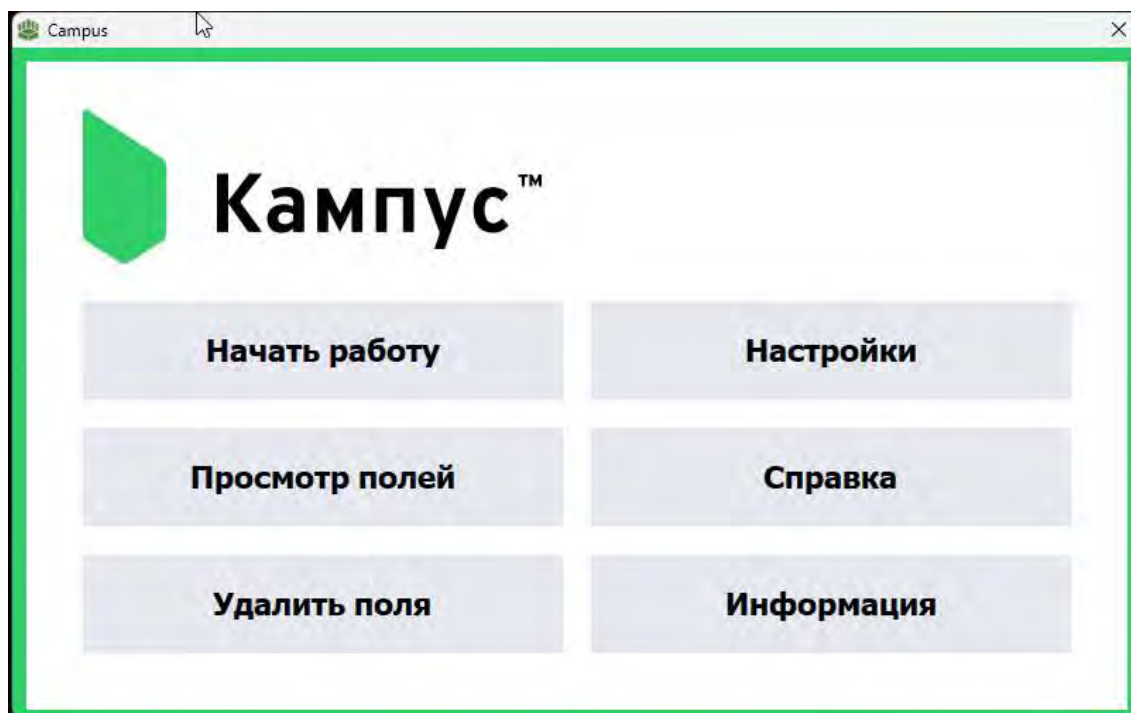 Campus
Кампус™
Начать работу
Настройки
Просмотр полей
Справка
Удалить поля
Информация